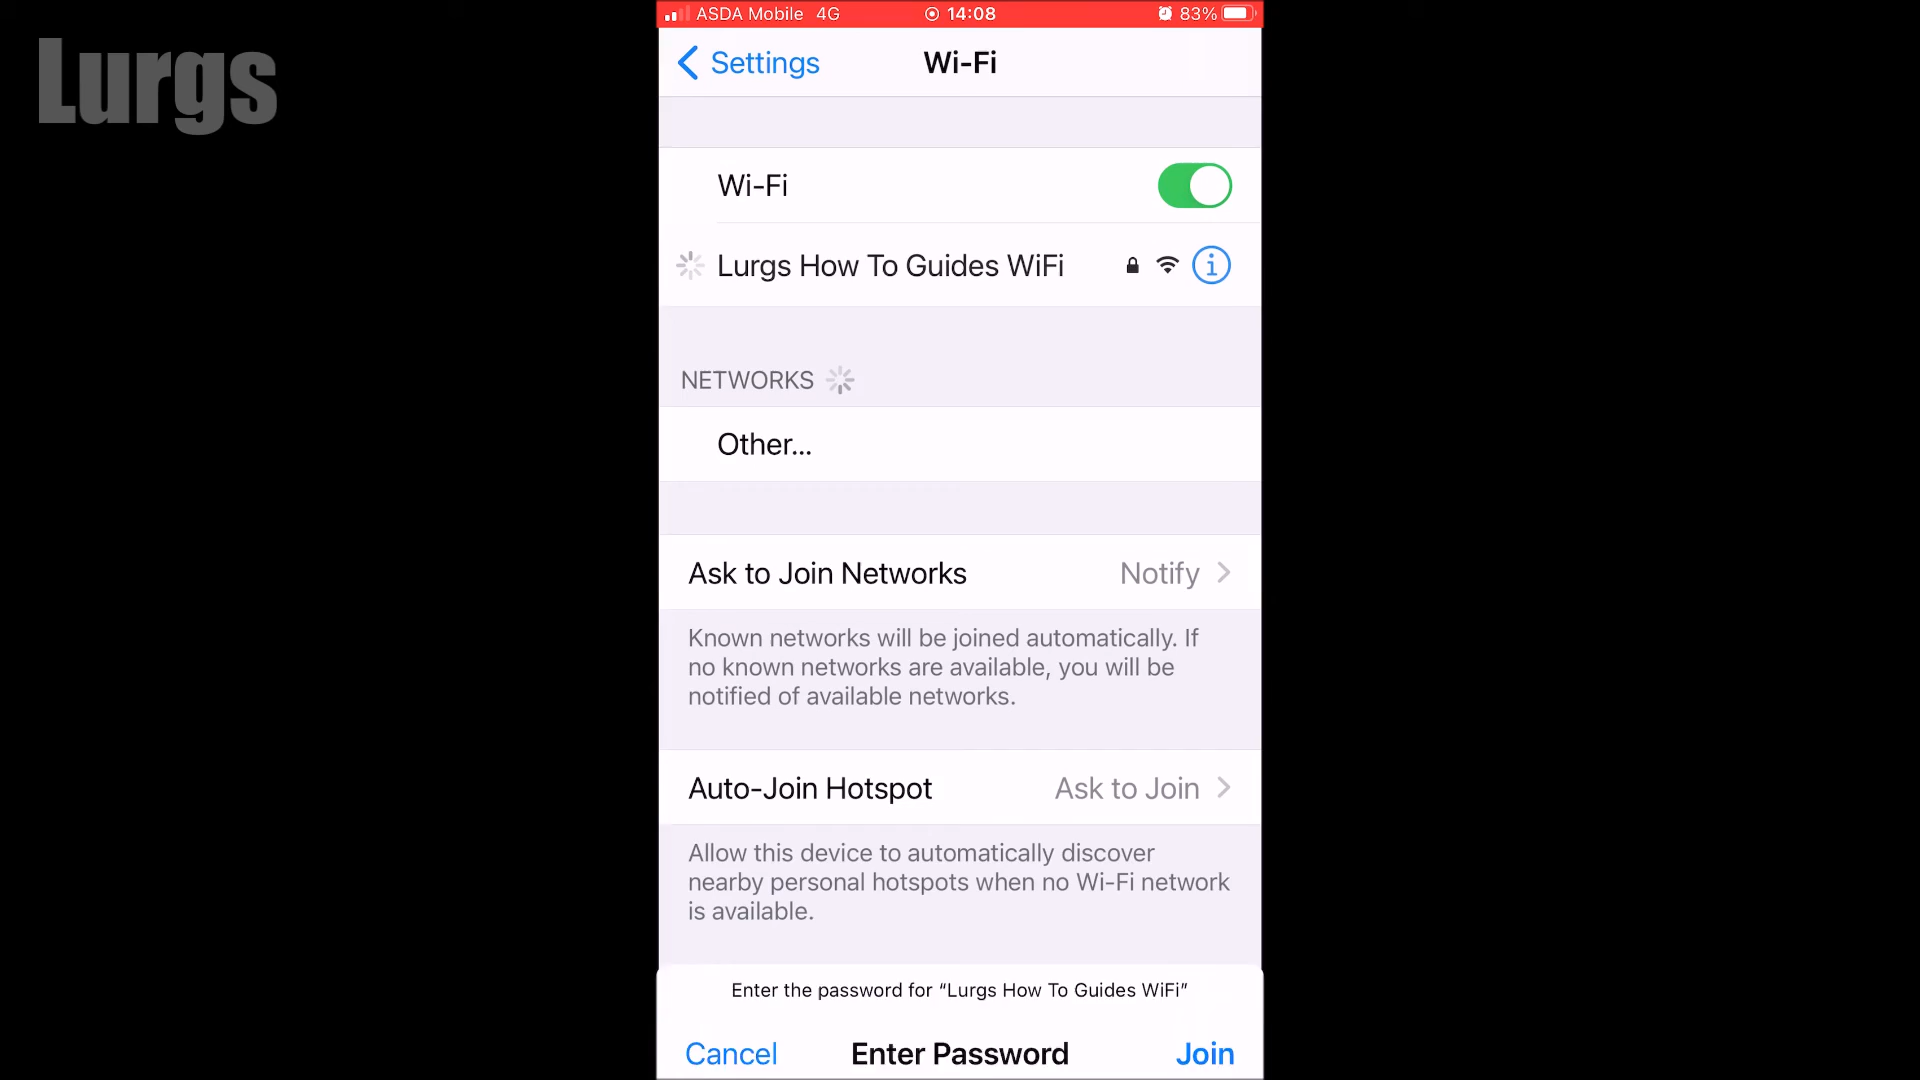 Lurgs
ASDA Mobile 4G 14:08 83%
Settings Wi-Fi
Wi-Fi
Lurgs How To Guides WiFi
NETWORKS
Other...
Ask to Join Networks Notify
Known networks will be joined automatically. If
no known networks are available, you will be
notified of available networks.
Auto-Join Hotspot Ask to Join
Allow this device to automatically discover
nearby personal hotspots when no Wi-Fi network
is available.
Enter the password for “Lurgs How To Guides WiFi”
Cancel Enter Password Join